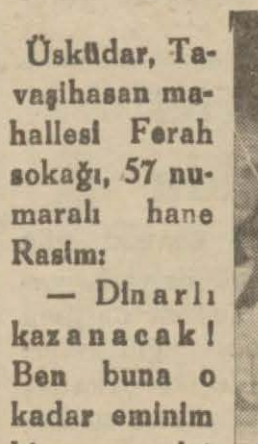 Üsküdar, Ta-
vaşihasan ma-
hallesi Ferah
sokağı, 57 nu-
maralı hane
Rasim:
— Dinarlı
kazanacak!
Ben buna o
kadar eminim